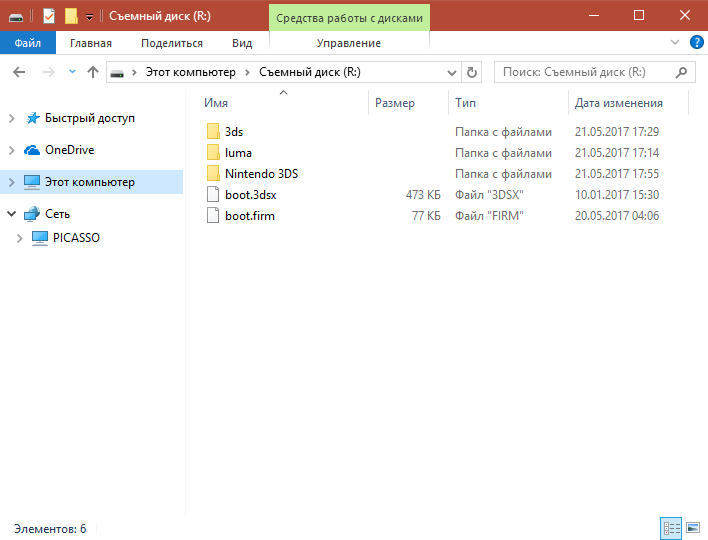 Съемный диск (R:)
Средства работы с дисками
Файл Главная Поделиться Вид Управление
Этот компьютер Съемный диск (R:) Поиск: Съемный диск (R:)
Имя Размер Тип Дата изменения
Быстрый доступ
OneDrive
Этот компьютер
Сеть
PICASSO
3ds Папка с файлами 21.05.2017 17:29
luma Папка с файлами 21.05.2017 17:14
Nintendo 3DS Папка с файлами 21.05.2017 17:55
boot.3dsx 473 КБ Файл "3DSX" 10.01.2017 15:30
boot.firm 77 КБ Файл "FIRM" 20.05.2017 04:06
Элементов: 6